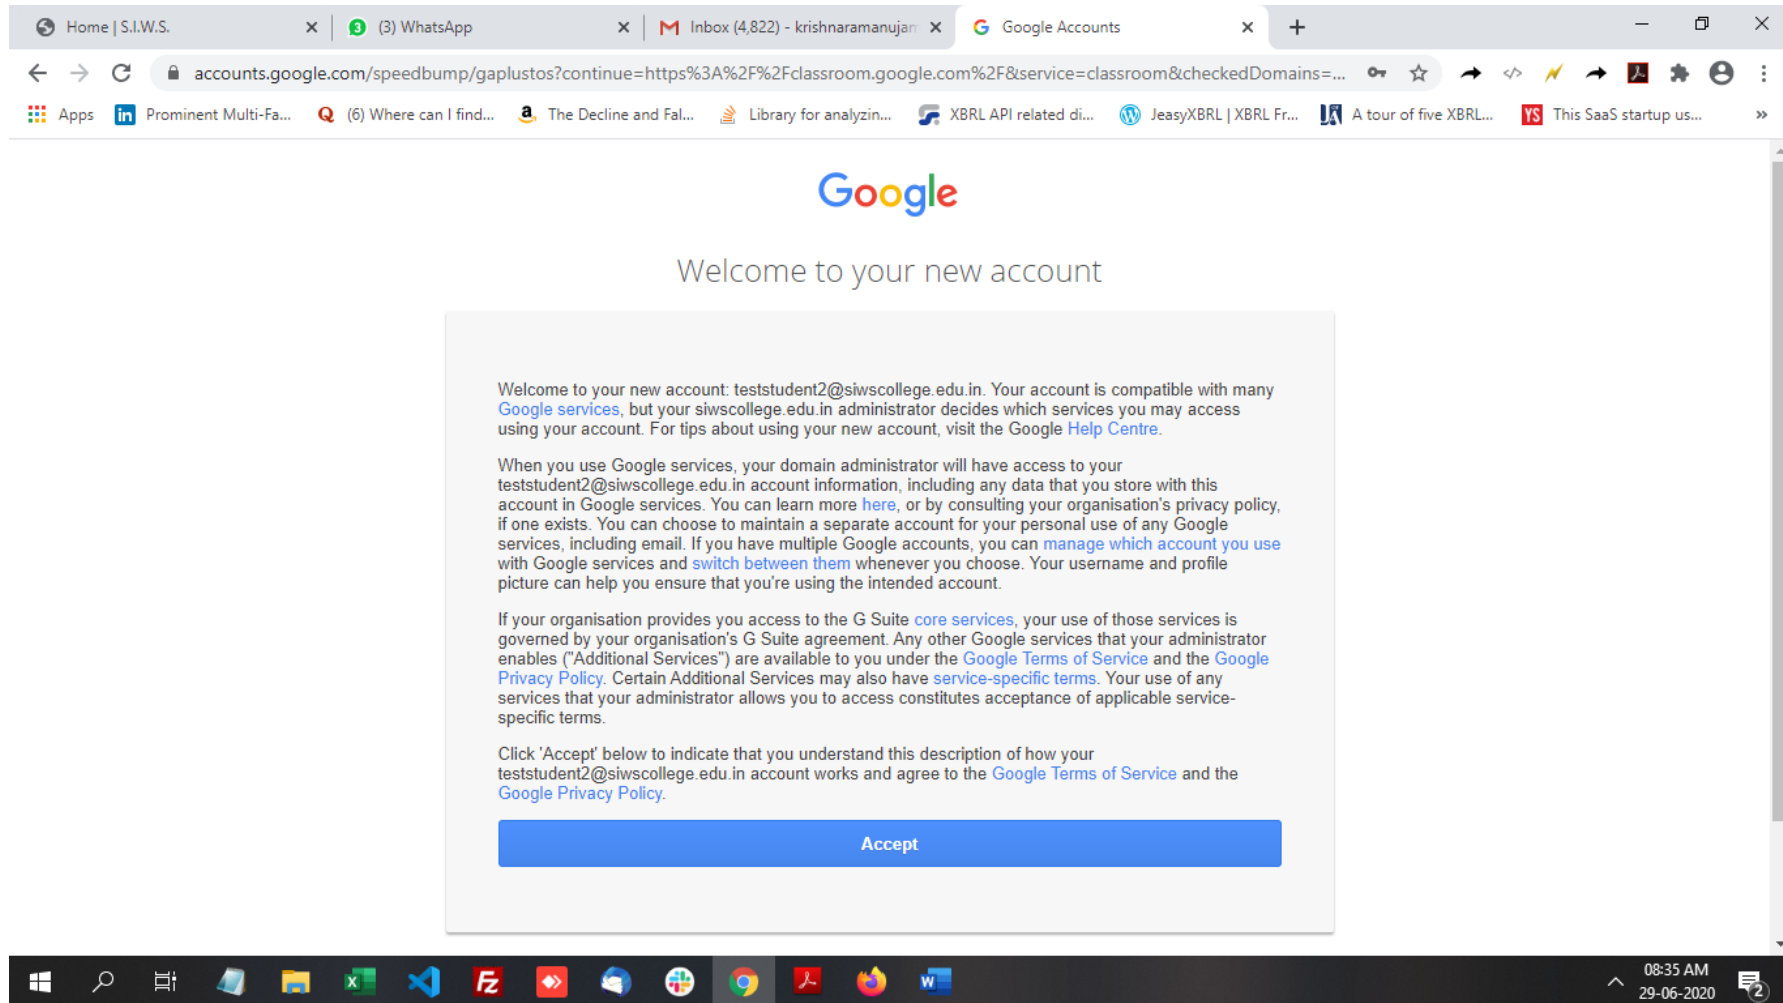 Home | S.I.W.S.
3 (3) WhatsApp
Inbox (4,822) - krishnaramanujan
G Google Accounts
accounts.google.com/speedbump/gaplustos?continue=https%3A%2F%2Fclassroom.google.com%2F&service=classroom&checkedDomains=...
Apps
in Prominent Multi-Fa...
Q (6) Where can I find...
a The Decline and Fal...
Library for analyzin...
XBRL API related di...
JeasyXBRL | XBRL Fr...
A tour of five XBRL...
YS This SaaS startup us...
»
Google
Welcome to your new account
Welcome to your new account: teststudent2@siwscollege.edu.in. Your account is compatible with many
Google services, but your siwscollege.edu.in administrator decides which services you may access
using your account. For tips about using your new account, visit the Google Help Centre.
When you use Google services, your domain administrator will have access to your
teststudent2@siwscollege.edu.in account information, including any data that you store with this
account in Google services. You can learn more here, or by consulting your organisation's privacy policy,
if one exists. You can choose to maintain a separate account for your personal use of any Google
services, including email. If you have multiple Google accounts, you can manage which account you use
with Google services and switch between them whenever you choose. Your username and profile
picture can help you ensure that you're using the intended account.
If your organisation provides you access to the G Suite core services, your use of those services is
governed by your organisation's G Suite agreement. Any other Google services that your administrator
enables ("Additional Services") are available to you under the Google Terms of Service and the Google
Privacy Policy. Certain Additional Services may also have service-specific terms. Your use of any
services that your administrator allows you to access constitutes acceptance of applicable service-
specific terms.
Click 'Accept' below to indicate that you understand this description of how your
teststudent2@siwscollege.edu.in account works and agree to the Google Terms of Service and the
Google Privacy Policy.
Accept
08:35 AM
29-06-2020
2